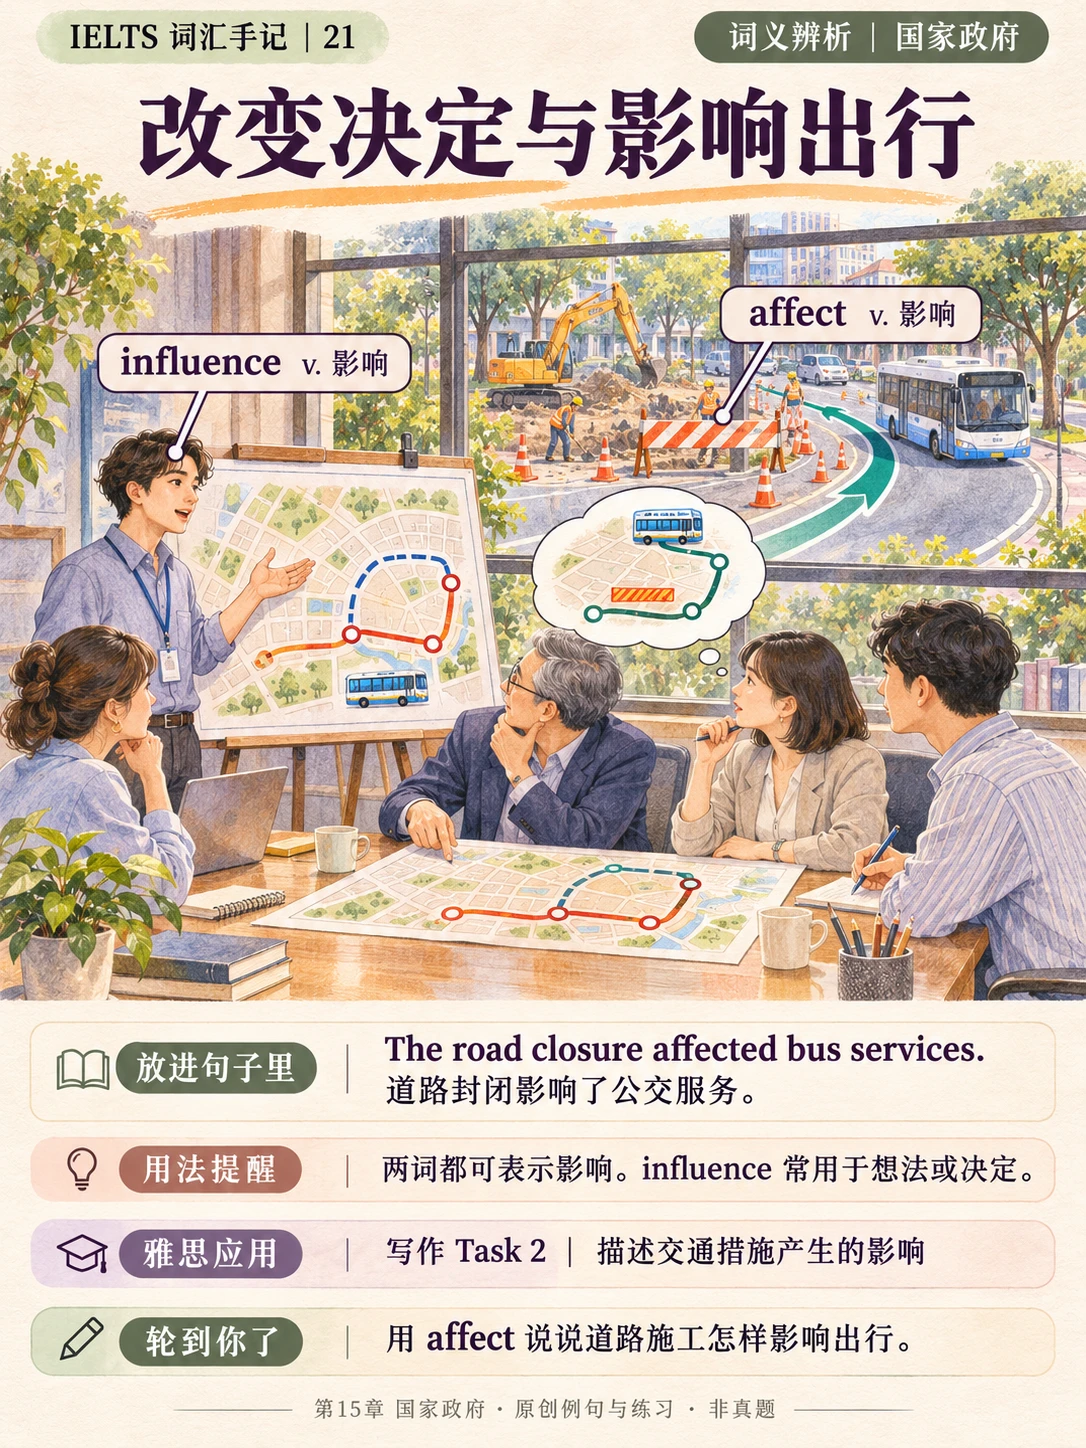 IELTS 词汇手记｜21
词义辨析｜国家政府
改变决定与影响出行
affect v. 影响
influence v. 影响
放进句子里
The road closure affected bus services.
道路封闭影响了公交服务。
用法提醒
两词都可表示影响。influence 常用于想法或决定。
雅思应用
写作 Task 2｜描述交通措施产生的影响
轮到你了
用 affect 说说道路施工怎样影响出行。
第15章 国家政府 · 原创例句与练习 · 非真题